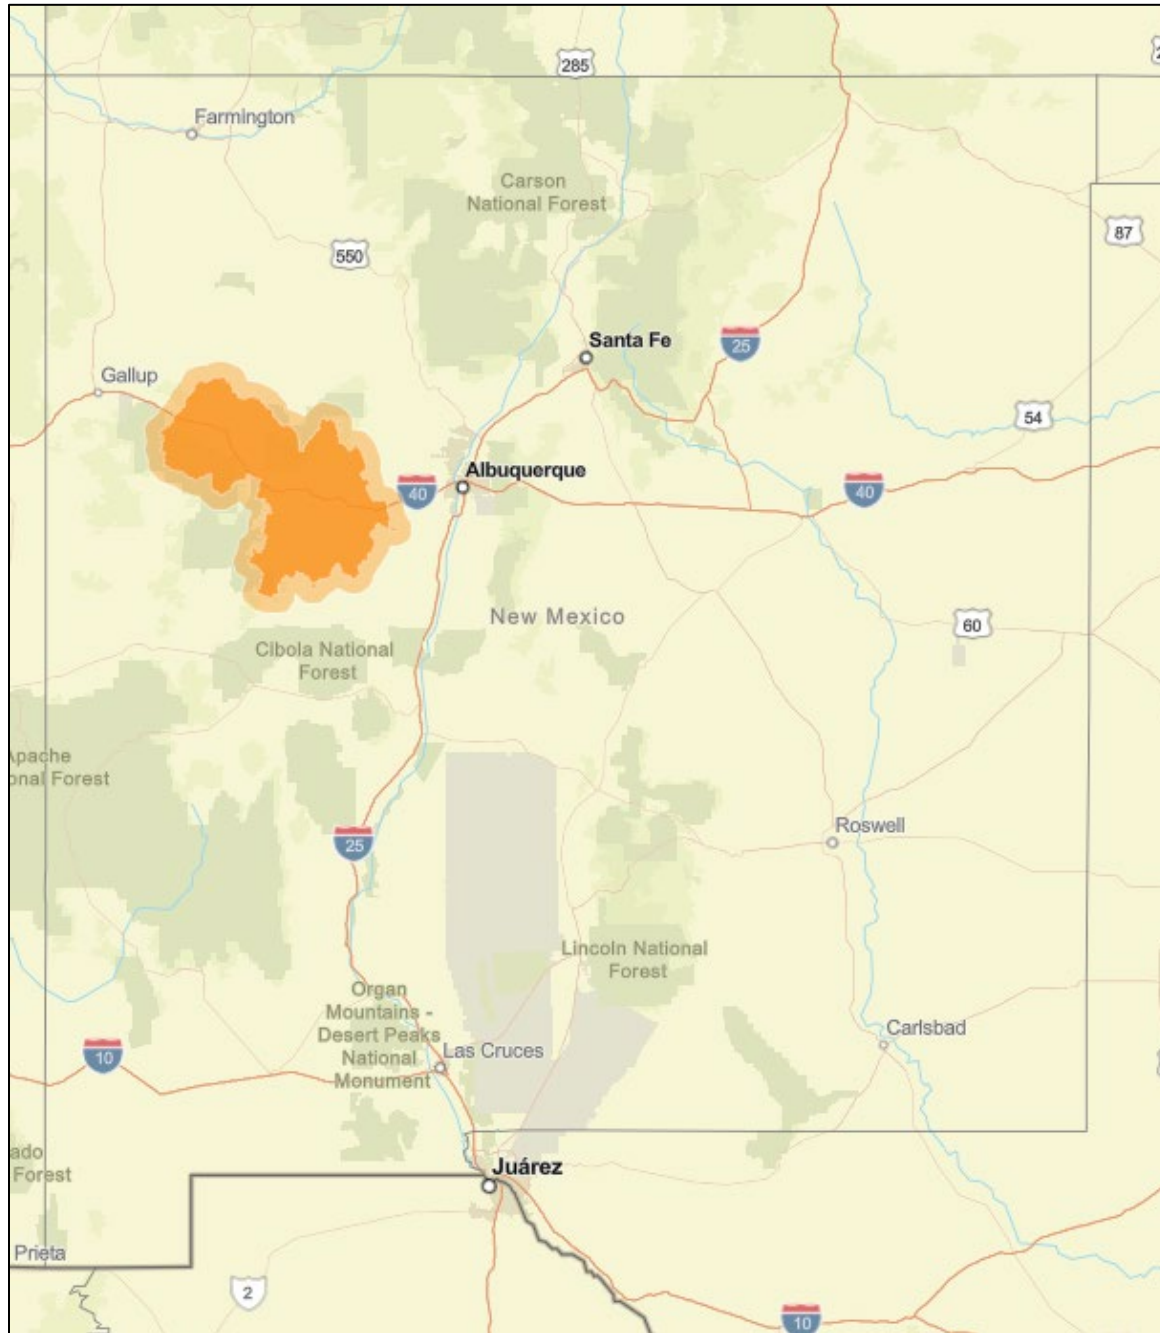 285
Farmington
Carson
National Forest
87
550
Santa Fe
25
Gallup
54
Albuquerque
40
40
New Mexico
60
Cibola National
Forest
Apache
onal Forest
Roswell
25
Lincoln National
Forest
Organ
Mountains -
Desert Peaks
National
Monument
Carlsbad
10
Las Cruces
ado
Forest
Juárez
Prieta
2
10